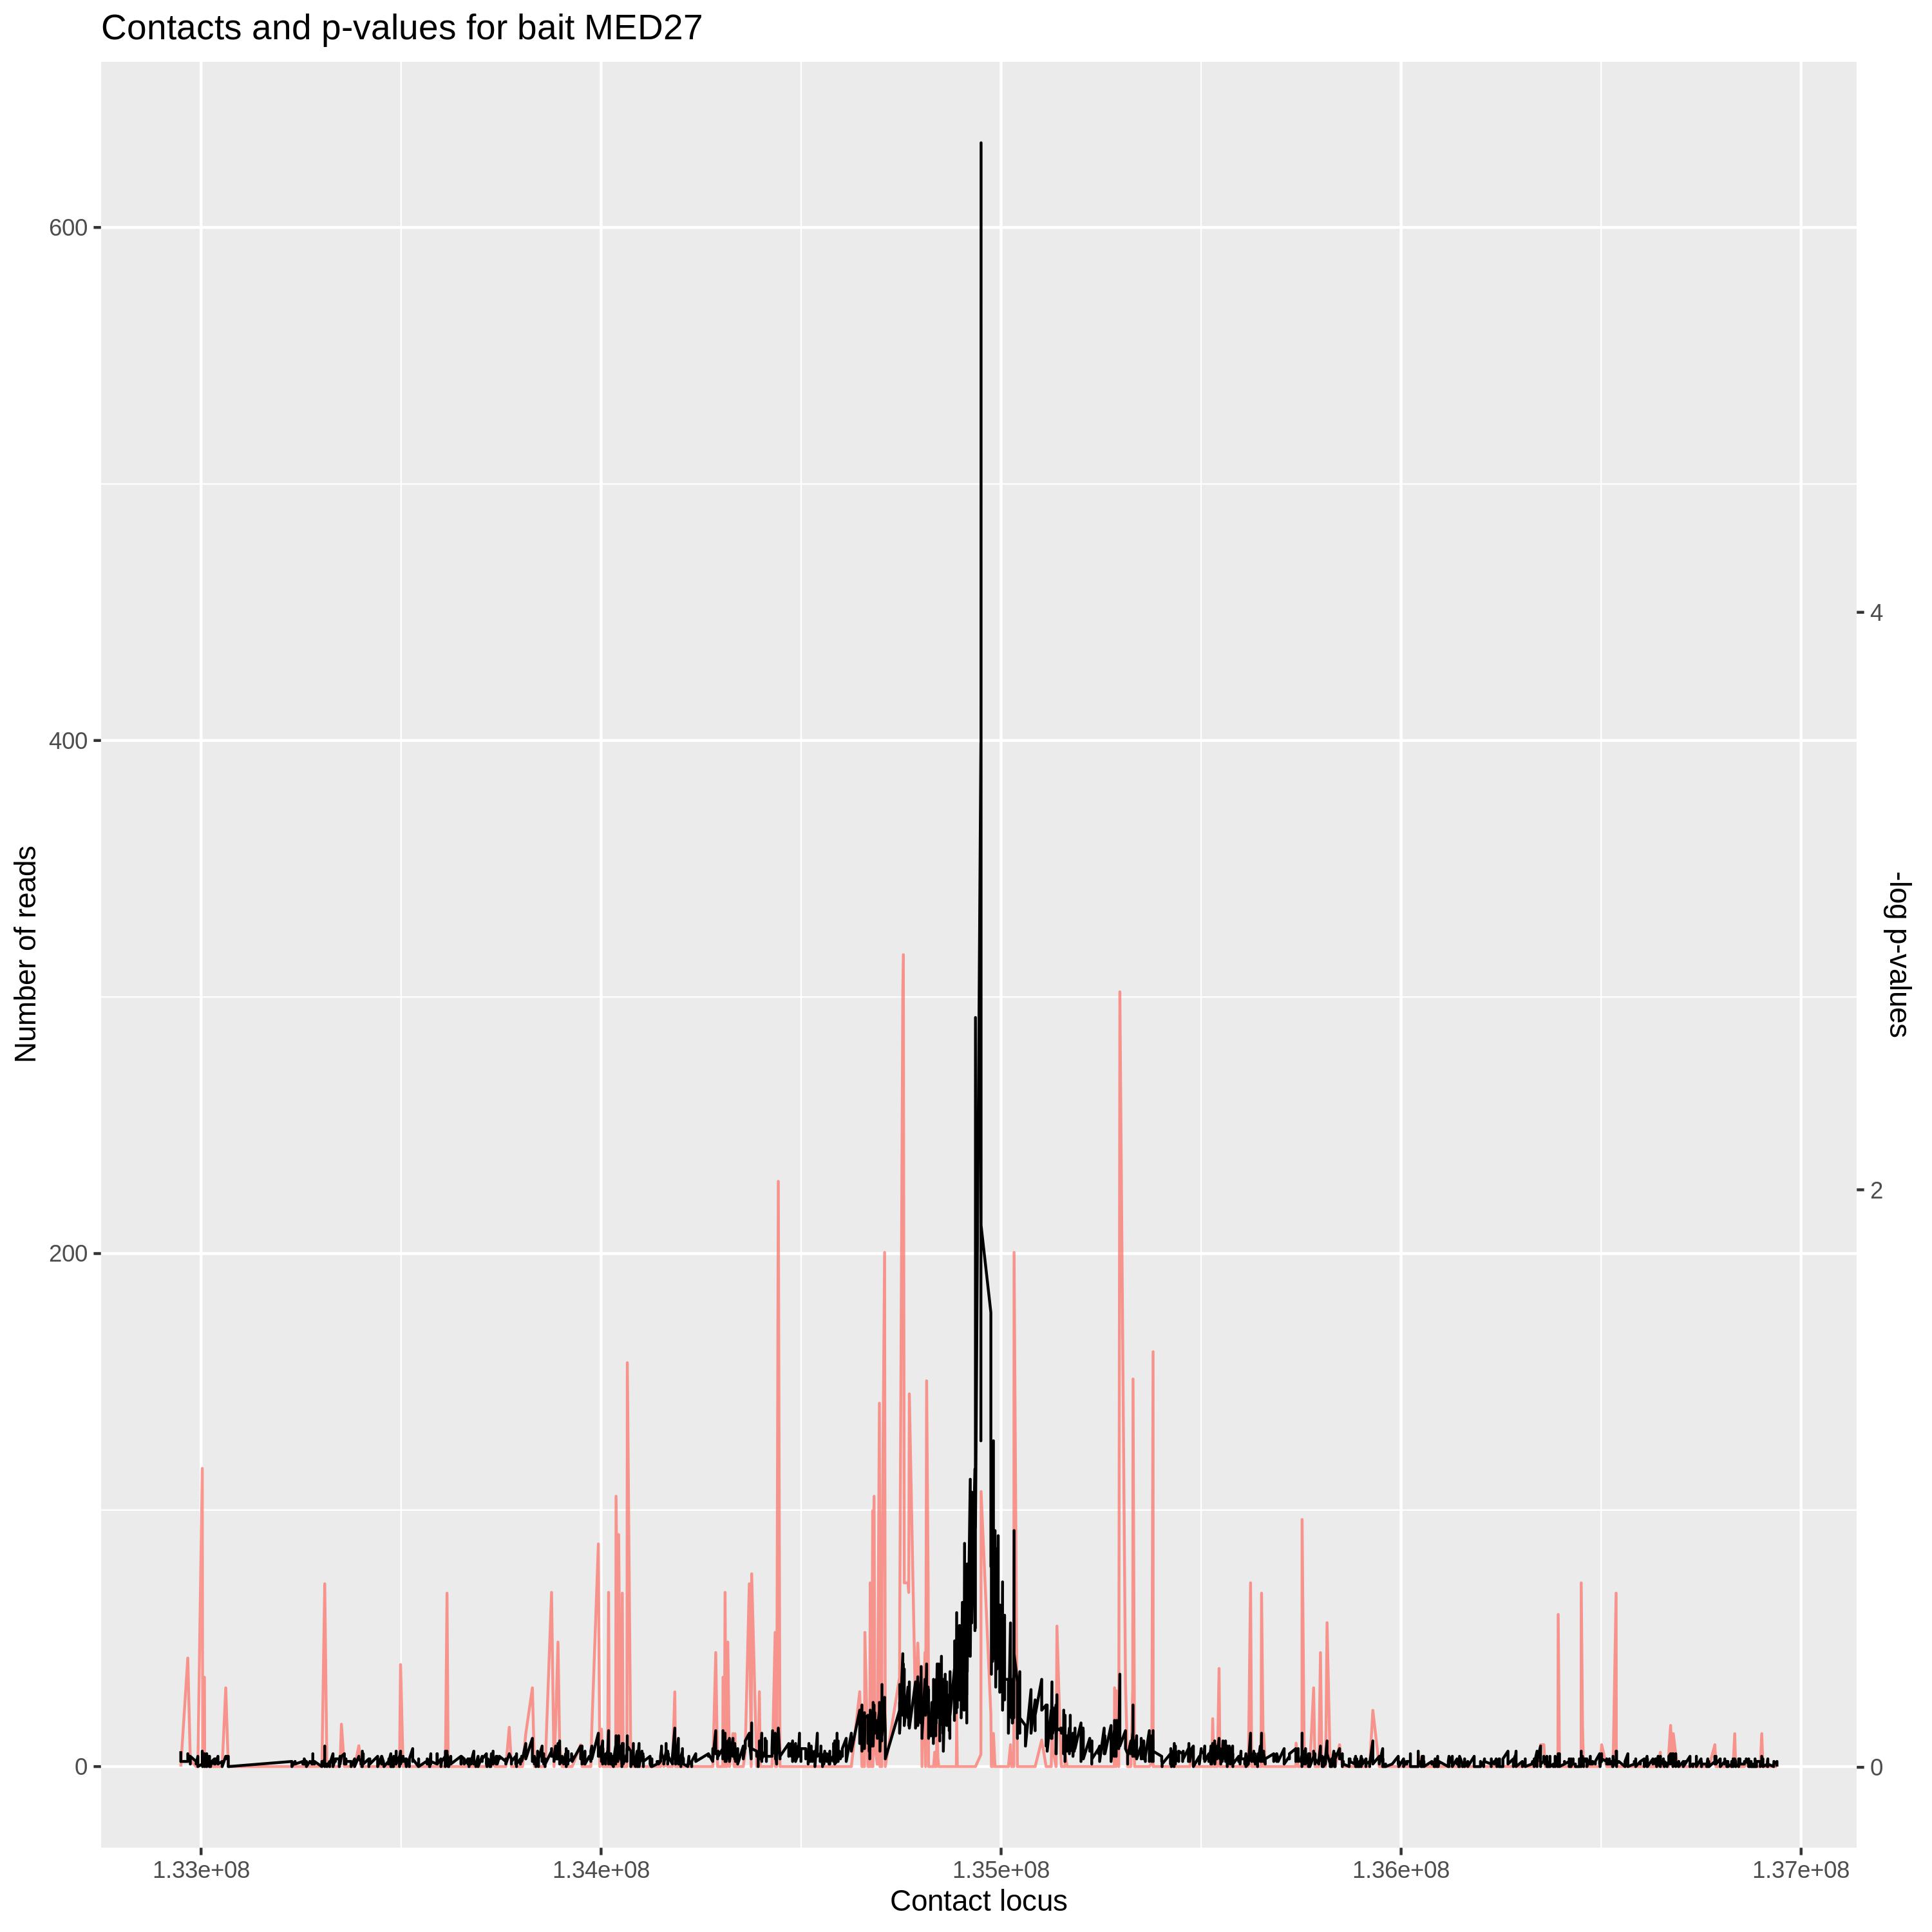 Contacts and p-values for bait MED27
600
400
200
0
4
2
0
Number of reads
-log p-values
1.33e+08 1.34e+08 1.35e+08 1.36e+08 1.37e+08
Contact locus